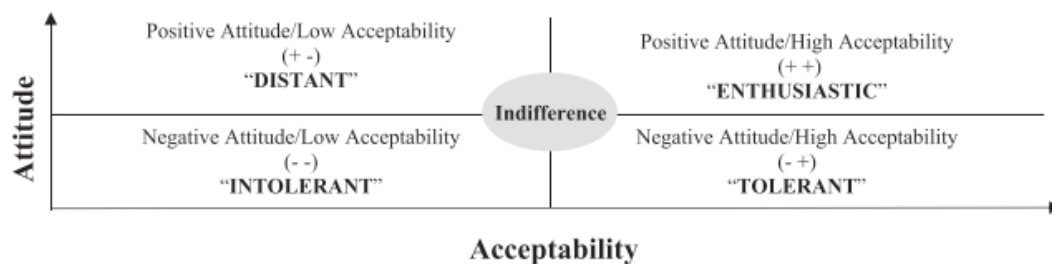 Attitude
Positive Attitude/Low Acceptability
(+ -)
“DISTANT”
Positive Attitude/High Acceptability
(+ +)
“ENTHUSIASTIC”
Indifference
Negative Attitude/Low Acceptability
(- -)
“INTOLERANT”
Negative Attitude/High Acceptability
(- +)
“TOLERANT”
Acceptability